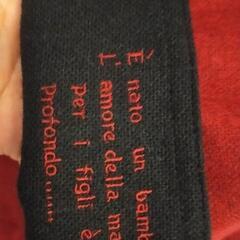 È nato un bamb
L'amore della ma
per i figli è
profondo......